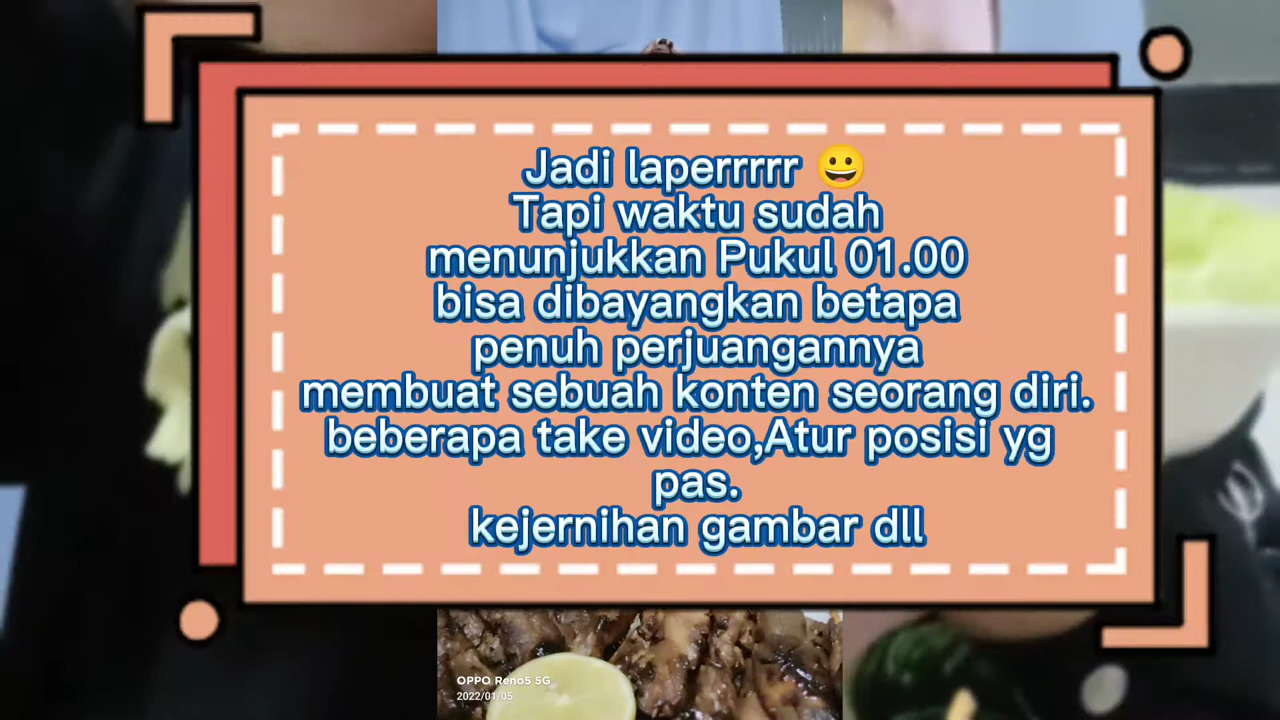 Jadi laperrrrr 😀
Tapi waktu sudah
menunjukkan Pukul 01.00
bisa dibayangkan betapa
penuh perjuangannya
membuat sebuah konten seorang diri.
beberapa take video,Atur posisi yg
pas.
kejernihan gambar dll
OPPO Reno5 5G
2022/01/05